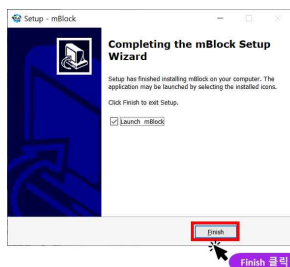 Setup - mBlock
Completing the mBlock Setup
Wizard
Setup has finished installing mBlock on your computer. The
application may be launched by selecting the installed icons.
Click Finish to exit Setup.
Launch mBlock
Finish
Finish 클릭